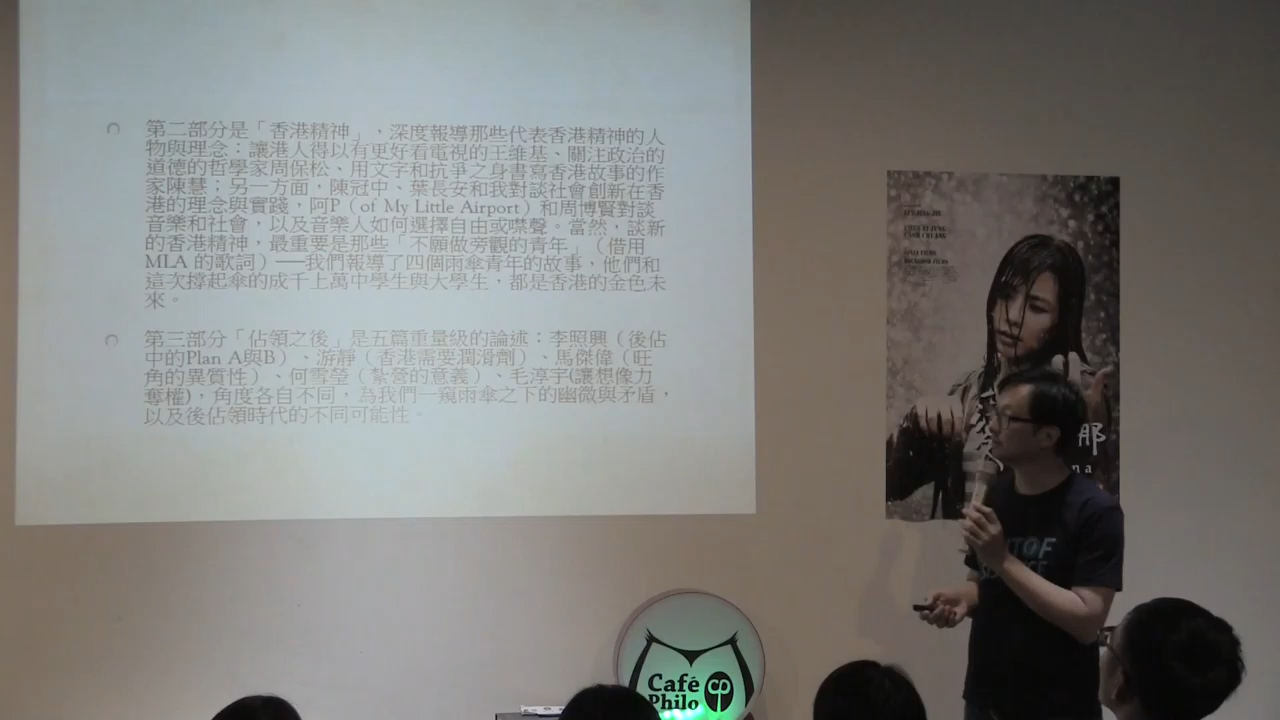 第二部分是「香港精神」，深度報導那些代表香港精神的人
物與理念：讓港人得以有更好看電視的王維基、關注政治的
道德的哲學家周保松、用文字和抗爭之身書寫香港故事的作
家陳慧；另一方面，陳冠中、葉長安和我對談社會創新在香
港的理念與實踐，阿P（of My Little Airport）和周博賢對談
音樂和社會，以及音樂人如何選擇自由或噤聲。當然，談新
的香港精神，最重要是那些「不願做旁觀的青年」（借用
MLA 的歌詞）──我們報導了四個雨傘青年的故事，他們和
這次撐起傘的成千上萬中學生與大學生，都是香港的金色未
來。
第三部分「佔領之後」是五篇重量級的論述：李照興（後佔
中的Plan A與B）、游靜（香港需要潤滑劑）、馬傑偉（旺
角的異質性）、何雪瑩（紮營的意義）、毛淳宇(讓想像力
奪權)，角度各自不同，為我們一窺雨傘之下的幽微與矛盾，
以及後佔領時代的不同可能性。
那
na
Café
Philo